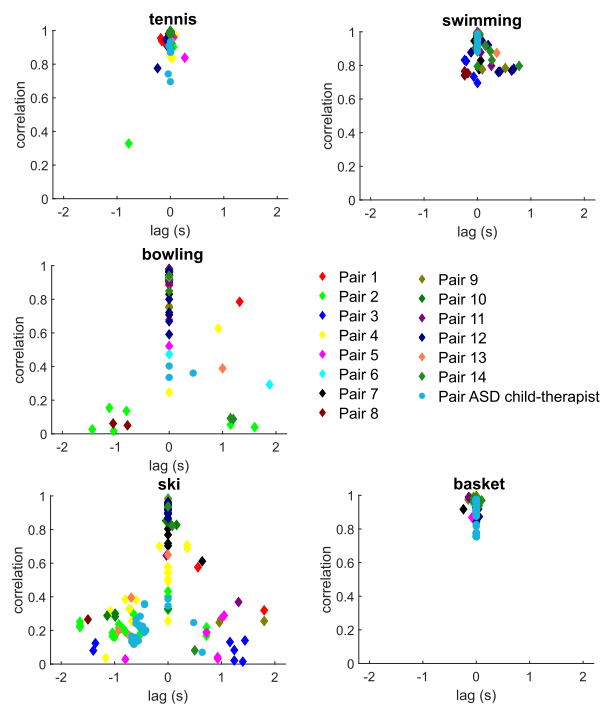 tennis
correlation
1
0.8
0.6
0.4
0.2
0
-2 -1 0 1 2
lag (s)
swimming
correlation
1
0.8
0.6
0.4
0.2
0
-2 -1 0 1 2
lag (s)
bowling
correlation
1
0.8
0.6
0.4
0.2
0
-2 -1 0 1 2
lag (s)
Pair 1
Pair 2
Pair 3
Pair 4
Pair 5
Pair 6
Pair 7
Pair 8
Pair 9
Pair 10
Pair 11
Pair 12
Pair 13
Pair 14
Pair ASD child-therapist
ski
correlation
1
0.8
0.6
0.4
0.2
0
-2 -1 0 1 2
lag (s)
basket
correlation
1
0.8
0.6
0.4
0.2
0
-2 -1 0 1 2
lag (s)